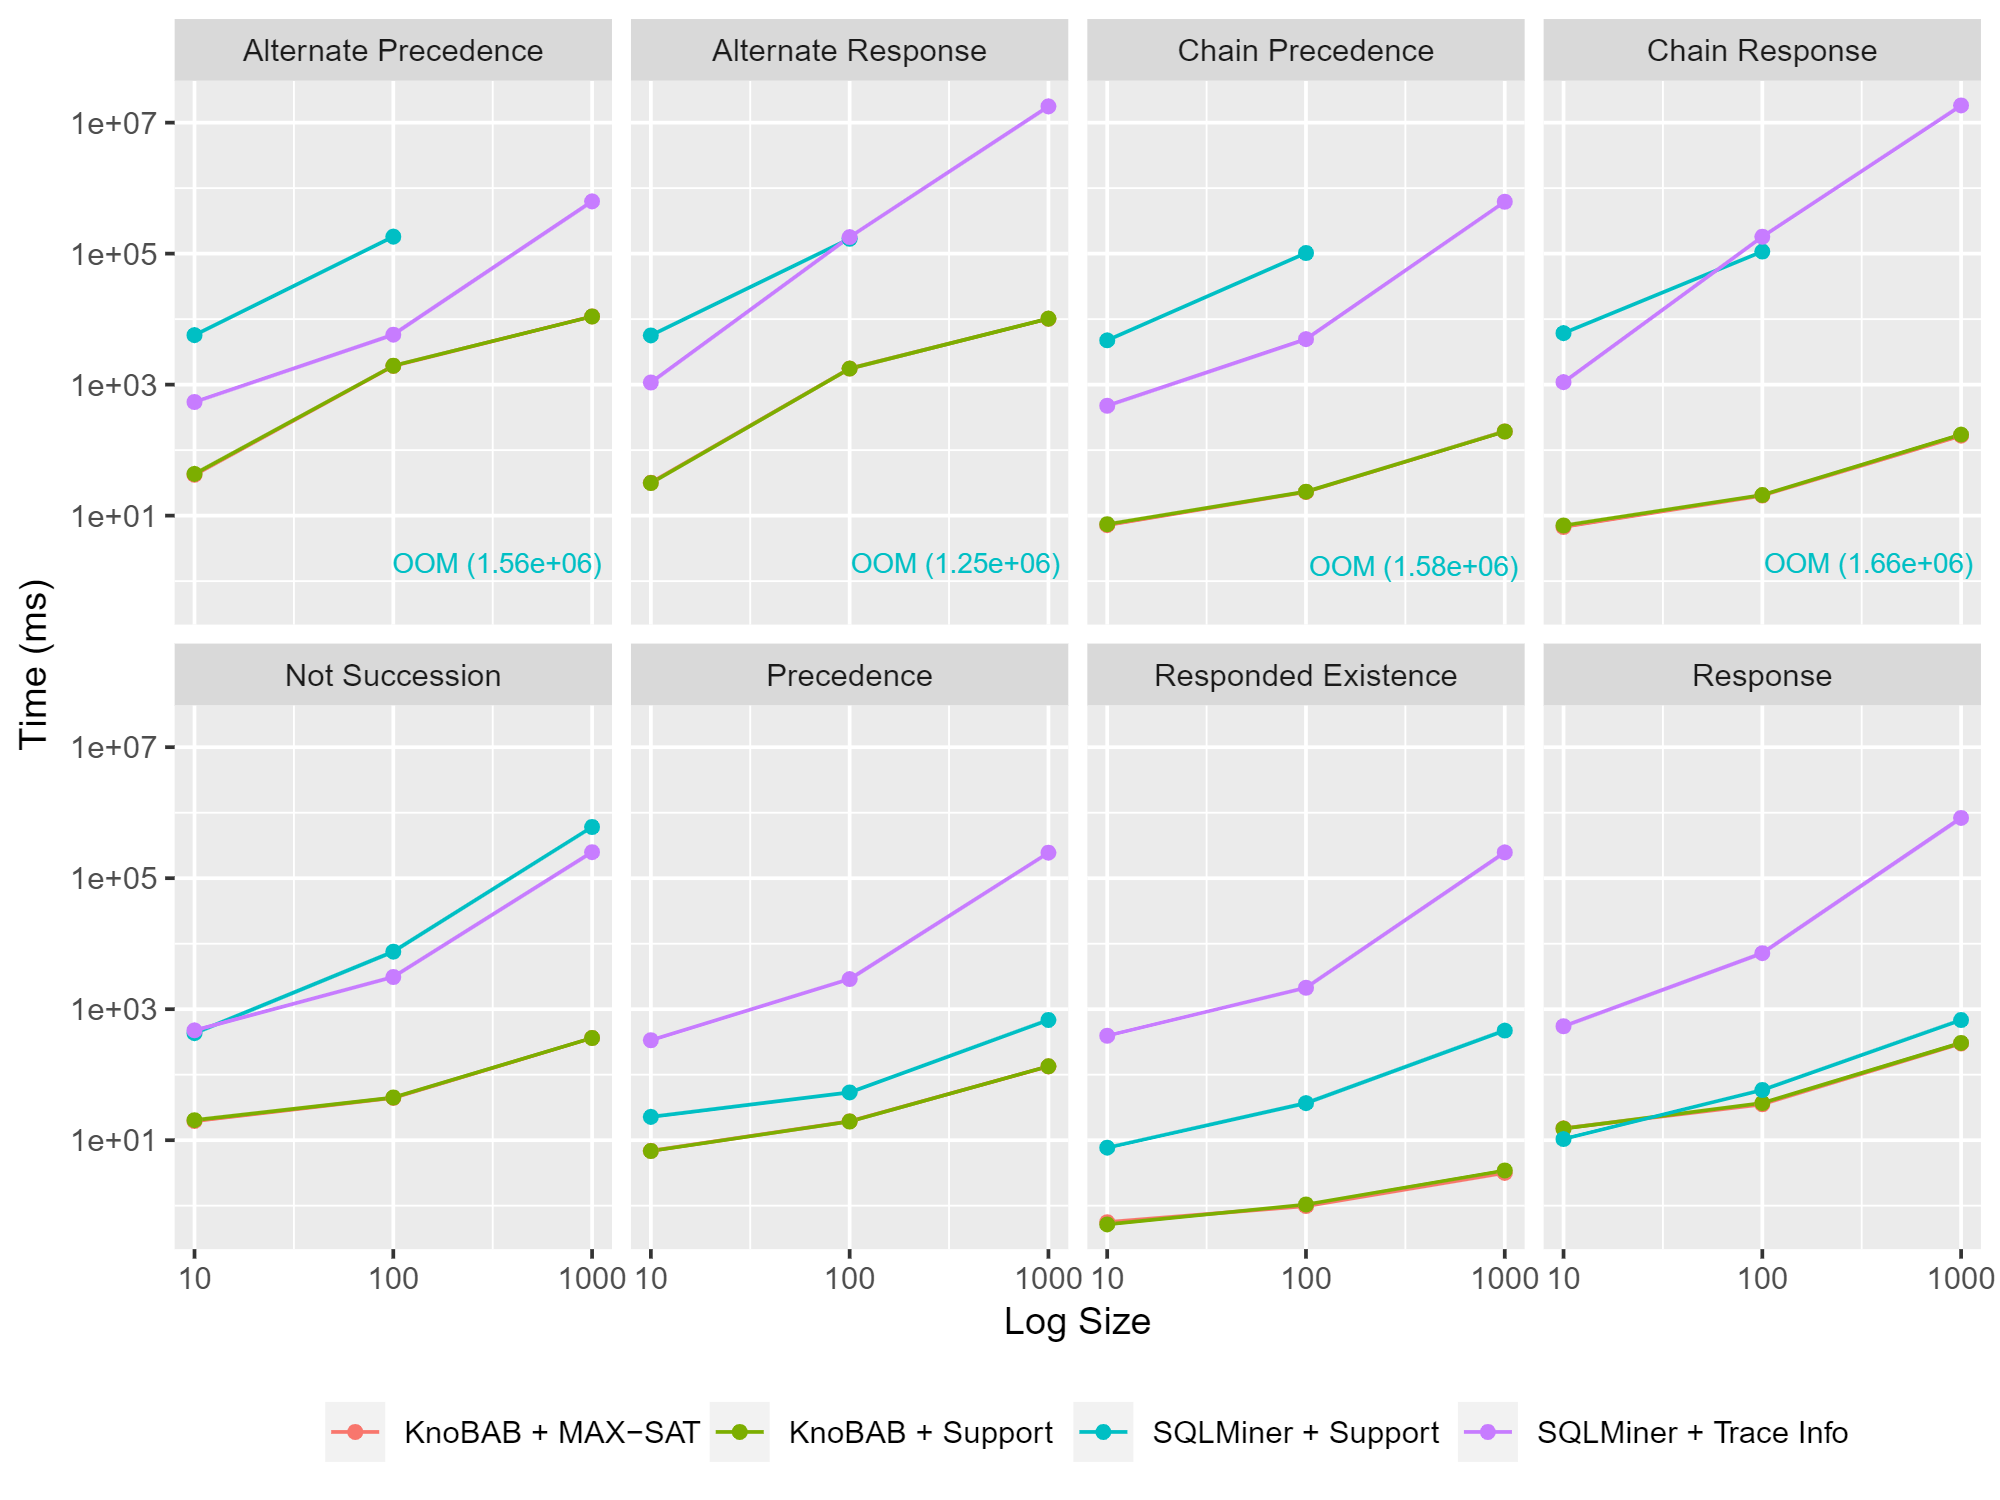 Alternate Precedence
Alternate Response
Chain Precedence
Chain Response
1e+07
1e+05
1e+03
1e+01
OOM (1.56e+06)
OOM (1.25e+06)
OOM (1.58e+06)
OOM (1.66e+06)
Time (ms)
Not Succession
Precedence
Responded Existence
Response
1e+07
1e+05
1e+03
1e+01
10 100 1000
10 100 1000
10 100 1000
10 100 1000
Log Size
KnoBAB + MAX−SAT
KnoBAB + Support
SQLMiner + Support
SQLMiner + Trace Info